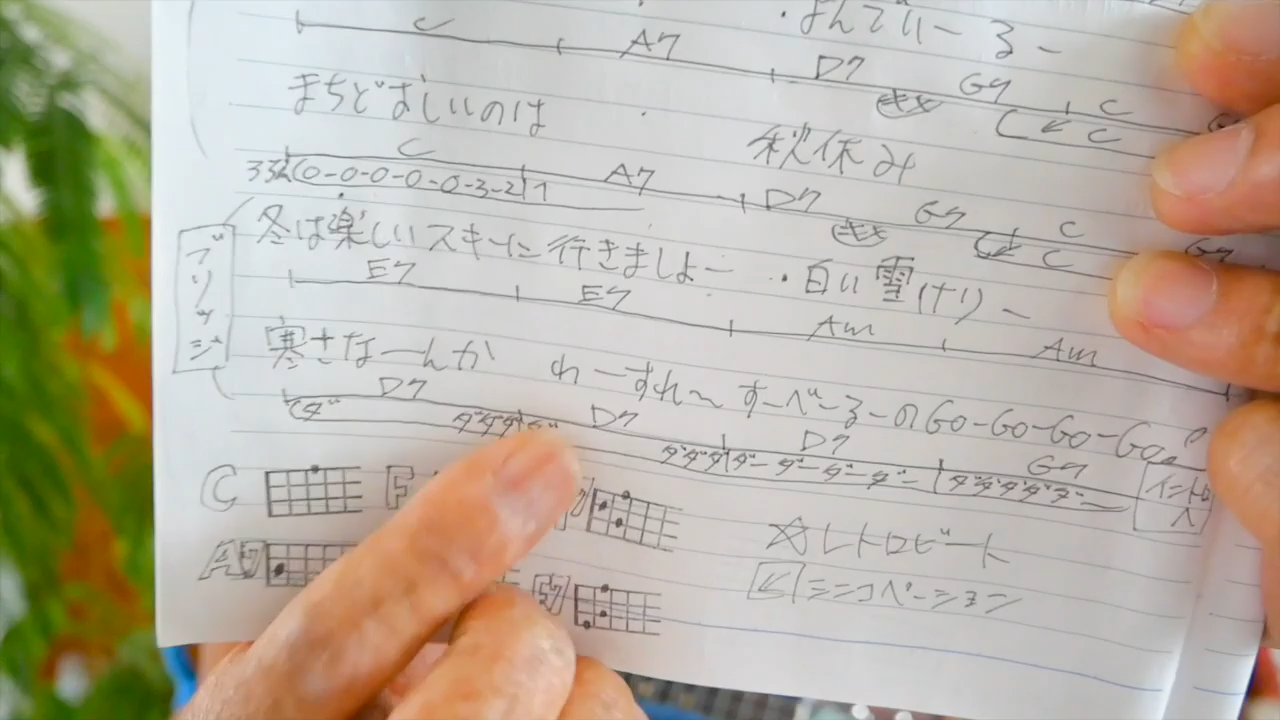 よんでいーるー
C A7 D7 G7 C
C
まちどおしいのは 秋休み
C A7 D7 G7 C G7
0-0-0-0-0-3-2 1 C
冬は楽しいスキーに行きましょー ・白い雪(ナリ)〜
ブリッジ
E7 E7 Am Am
寒さなーんか わーすれ〜 すーべーるーのGo-Go-Go-Go
D7 D7 D7 G7
ダ ダダダ ダダダ ダーダーダーダー ダダダダダー
イントロへ
C F
☆レトロビート
A7 E7
シンコペーション